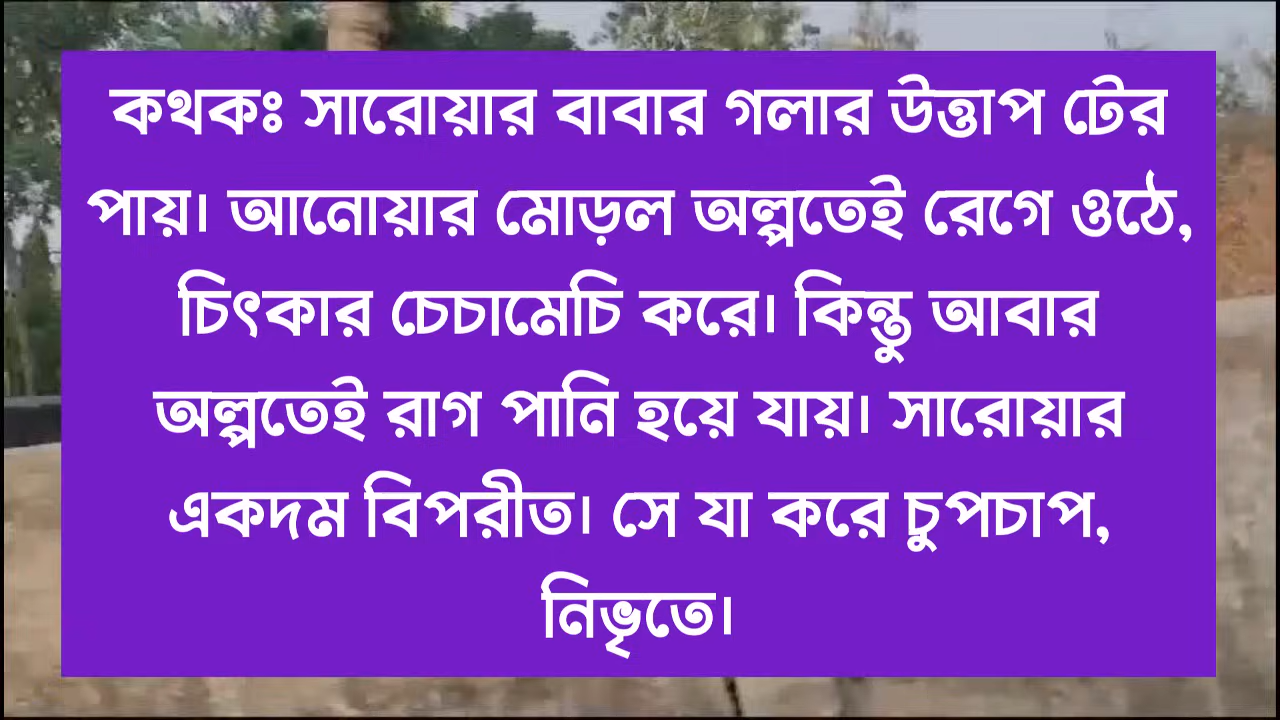 কথকঃ সারোয়ার বাবার গলার উত্তাপ টের
পায়। আনোয়ার মোড়ল অল্পতেই রেগে ওঠে,
চিৎকার চেচামেচি করে। কিন্তু আবার
অল্পতেই রাগ পানি হয়ে যায়। সারোয়ার
একদম বিপরীত। সে যা করে চুপচাপ,
নিভৃতে।